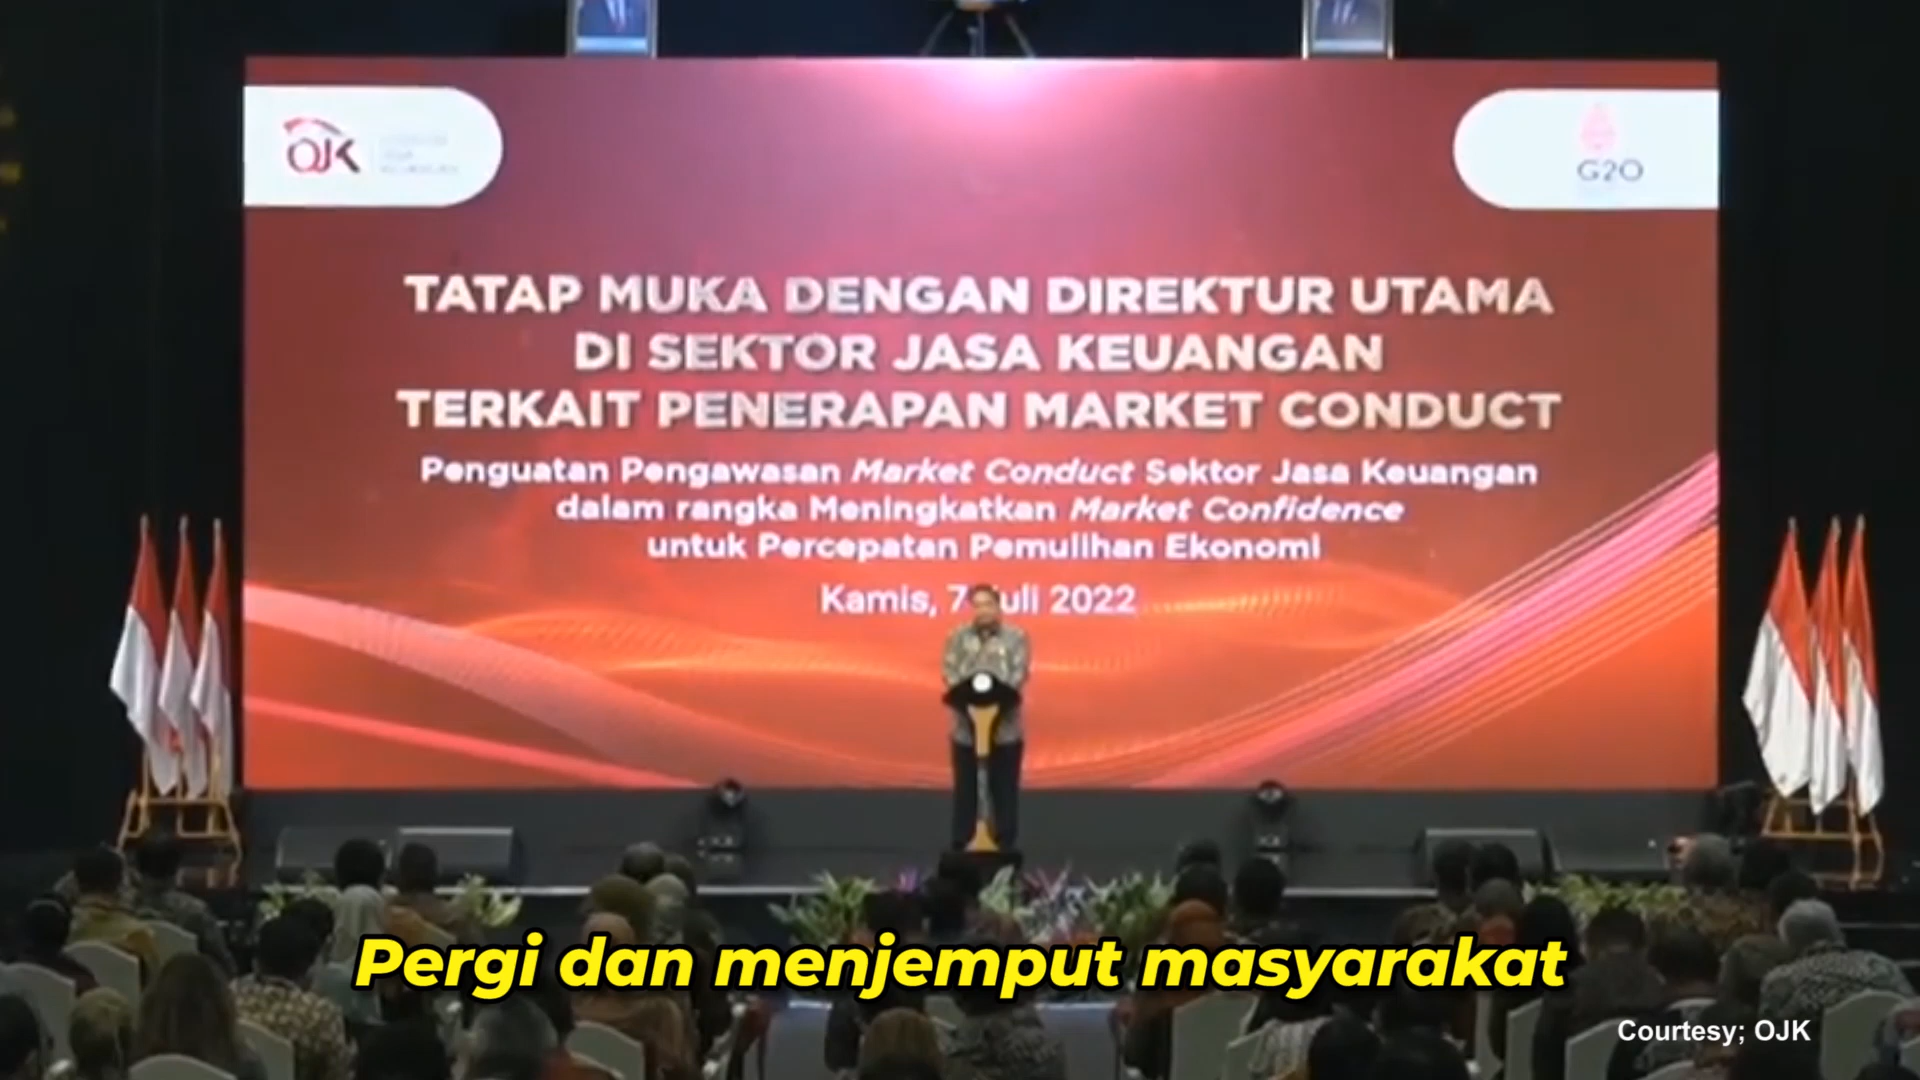 OJK
G20
TATAP MUKA DENGAN DIREKTUR UTAMA
DI SEKTOR JASA KEUANGAN
TERKAIT PENERAPAN MARKET CONDUCT
Penguatan Pengawasan Market Conduct Sektor Jasa Keuangan
dalam rangka Meningkatkan Market Confidence
untuk Percepatan Pemulihan Ekonomi
Kamis, 7 Juli 2022
Pergi dan menjemput masyarakat
Courtesy; OJK